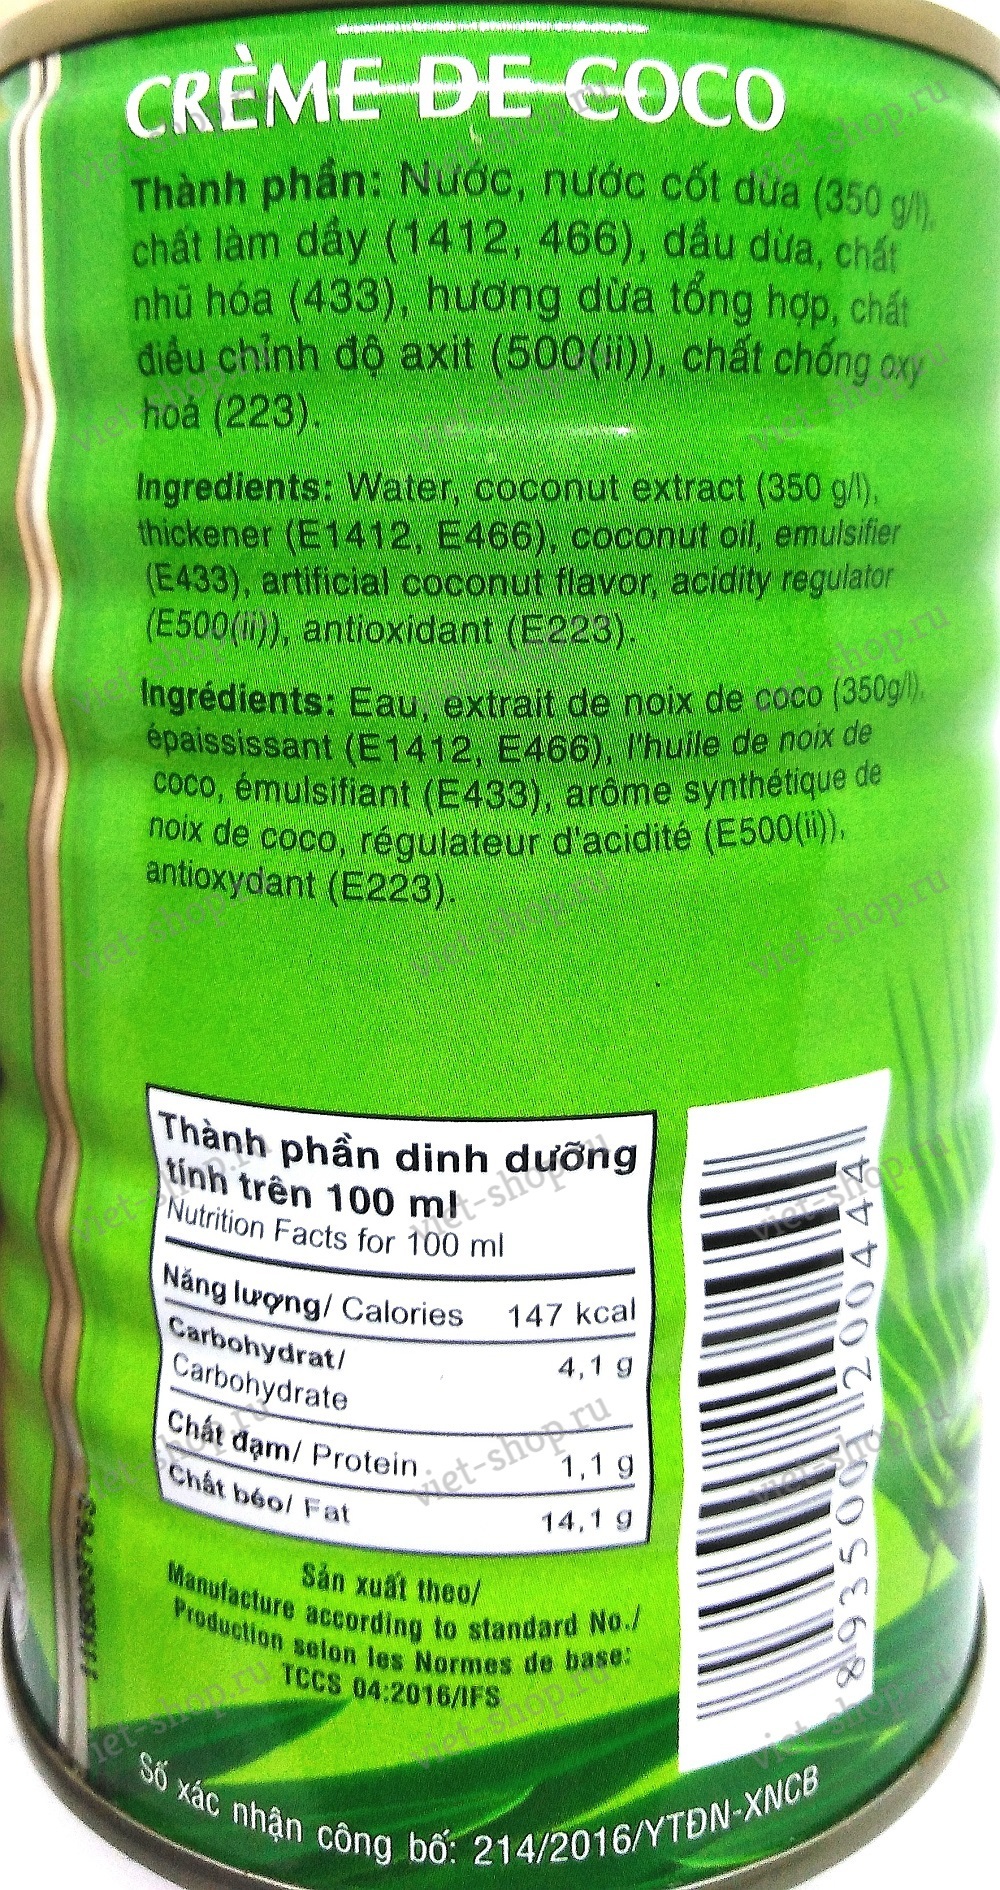 CRÈME DE COCO
Thành phần: Nước, nước cốt dừa (350 g/l),
chất làm dầy (1412, 466), dầu dừa, chất
nhũ hóa (433), hương dừa tổng hợp, chất
điều chỉnh độ axit (500(ii)), chất chống oxy
hoá (223).
Ingredients: Water, coconut extract (350 g/l),
thickener (E1412, E466), coconut oil, emulsifier
(E433), artificial coconut flavor, acidity regulator
(E500(ii)), antioxidant (E223).
Ingrédients: Eau, extrait de noix de coco (350g/l),
épaississant (E1412, E466), l'huile de noix de
coco, émulsifiant (E433), arôme synthétique de
noix de coco, régulateur d'acidité (E500(ii)),
antioxydant (E223).
Thành phần dinh dưỡng
tính trên 100 ml
Nutrition Facts for 100 ml
Năng lượng/ Calories 147 kcal
Carbohydrat/
Carbohydrate 4,1 g
Chất đạm/ Protein 1,1 g
Chất béo/ Fat 14,1 g
Sản xuất theo/
Manufacture according to standard No./
Production selon les Normes de base:
TCCS 04:2016/IFS
Số xác nhận công bố: 214/2016/YTĐN-XNCB
8935001200444
viet-shop.ru